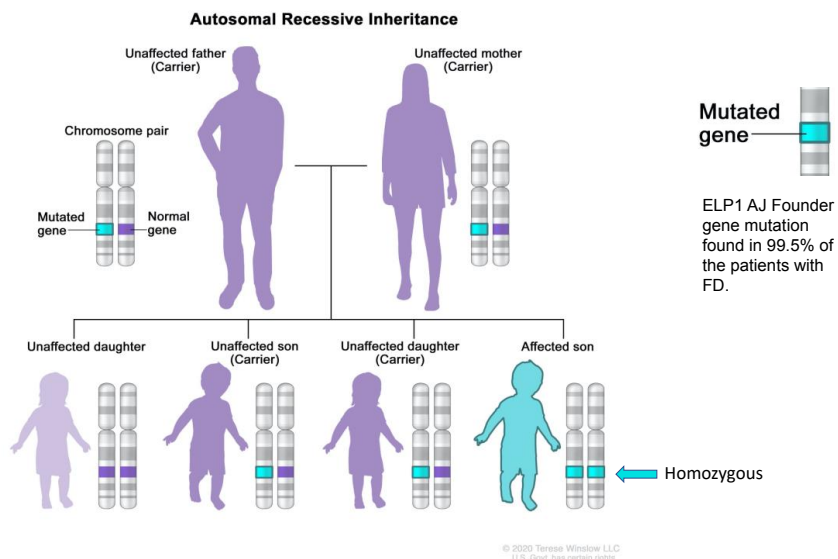 Autosomal Recessive Inheritance
Unaffected father
(Carrier)
Unaffected mother
(Carrier)
Chromosome pair
Mutated
gene
Normal
gene
Mutated
gene
ELP1 AJ Founder
gene mutation
found in 99.5% of
the patients with
FD.
Unaffected daughter
Unaffected son
(Carrier)
Unaffected daughter
(Carrier)
Affected son
Homozygous
© 2020 Terese Winslow LLC
U.S. Govt. has certain rights